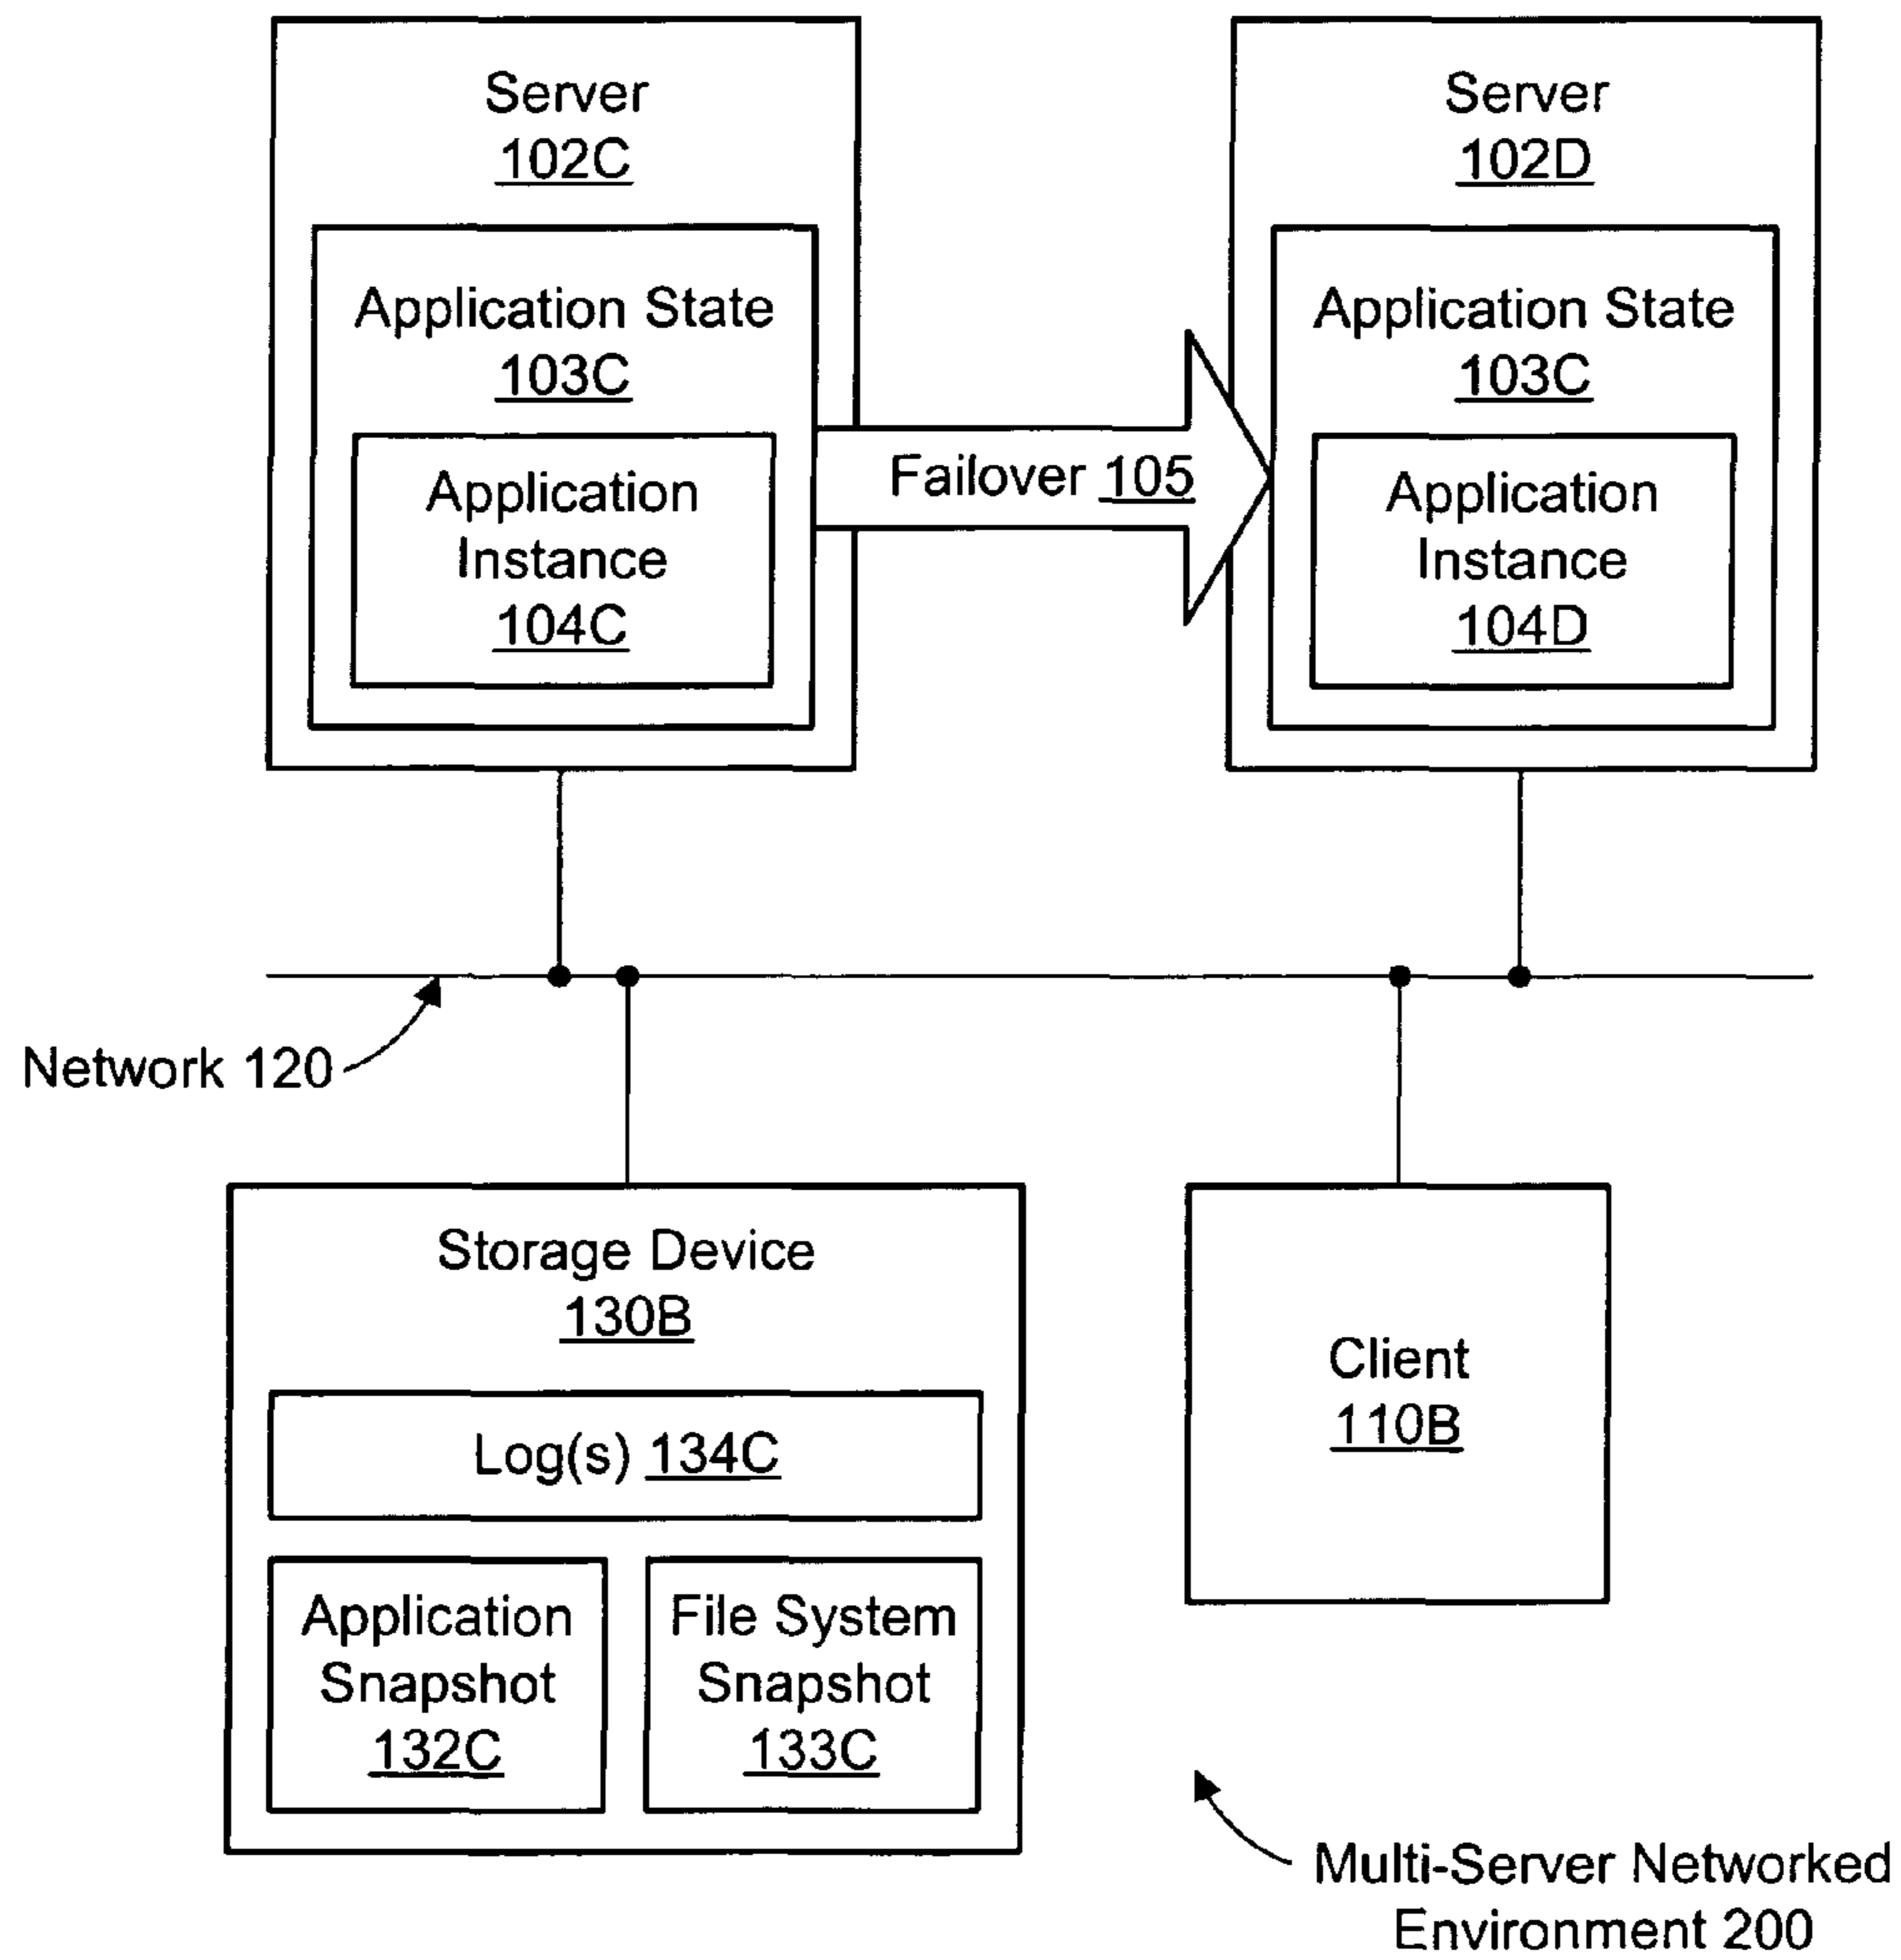 Server
102C
Application State
103C
Application
Instance
104C
Failover 105
Server
102D
Application State
103C
Application
Instance
104D
Network 120
Storage Device
130B
Log(s) 134C
Application
Snapshot
132C
File System
Snapshot
133C
Client
110B
Multi-Server Networked
Environment 200